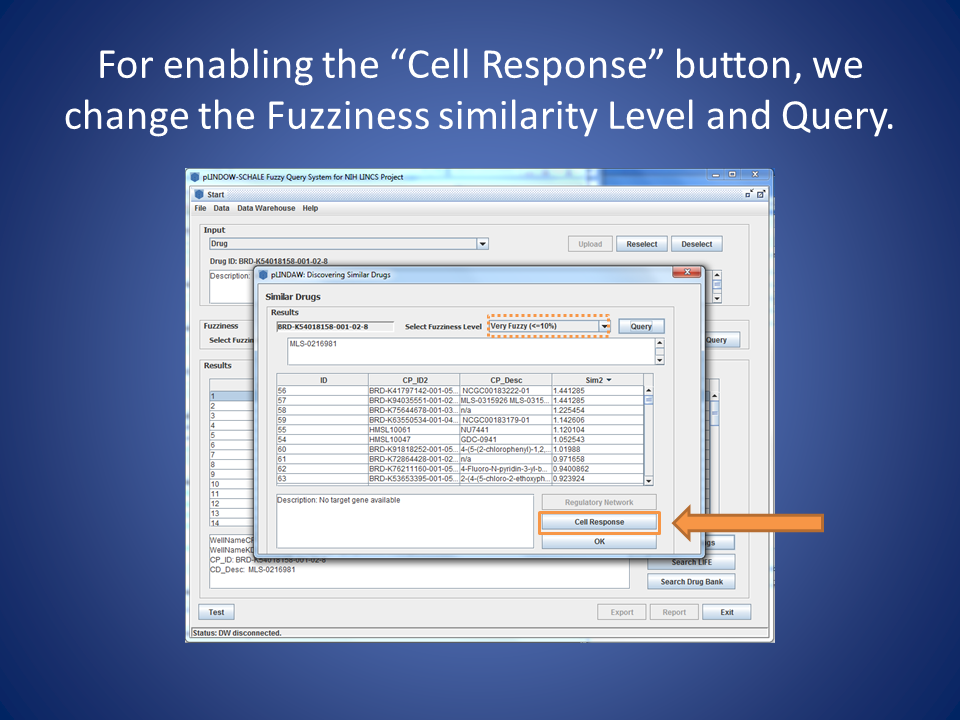 For enabling the “Cell Response” button, we
change the Fuzziness similarity Level and Query.
pLINDOW-SCHALE Fuzzy Query System for NIH LINCS Project
Start
File Data Data Warehouse Help
Input
Drug
Upload Reselect Deselect
Drug ID: BRD-K54018158-001-02-8
Description:
pLINDAW: Discovering Similar Drugs
Similar Drugs
Results
BRD-K54018158-001-02-8 Select Fuzziness Level Very Fuzzy (<=10%) Query
MLS-0216981
ID CP_ID2 CP_Desc Sim2
56 BRD-K41797142-001-05... NCGC00183222-01 1.441285
57 BRD-K94035551-001-02... MLS-0315926 MLS-0315... 1.441285
58 BRD-K75644678-001-03... n/a 1.225454
59 BRD-K63550534-001-04... NCGC00183179-01 1.142606
55 HMSL10061 NU7441 1.120104
54 HMSL10047 GDC-0941 1.052543
60 BRD-K91818252-001-05... 4-(5-(2-chlorophenyl)-1,2,... 1.01988
61 BRD-K72864428-001-02... n/a 0.971658
62 BRD-K76211160-001-05... 4-Fluoro-N-pyridin-3-yl-b... 0.9400862
63 BRD-K53653395-001-05... 2-(4-(5-chloro-2-ethoxyph... 0.923924
Description: No target gene available
Regulatory Network
Cell Response
OK
Fuzziness
Select Fuzzin
Query
Results
1
2
3
4
5
6
7
8
9
10
11
12
13
14
WellNameCP
WellNameKD
CP_ID: BRD-K54018158-001-02-8
CD_Desc: MLS-0216981
gs
Search LIFE
Search Drug Bank
Test Export Report Exit
Status: DW disconnected.